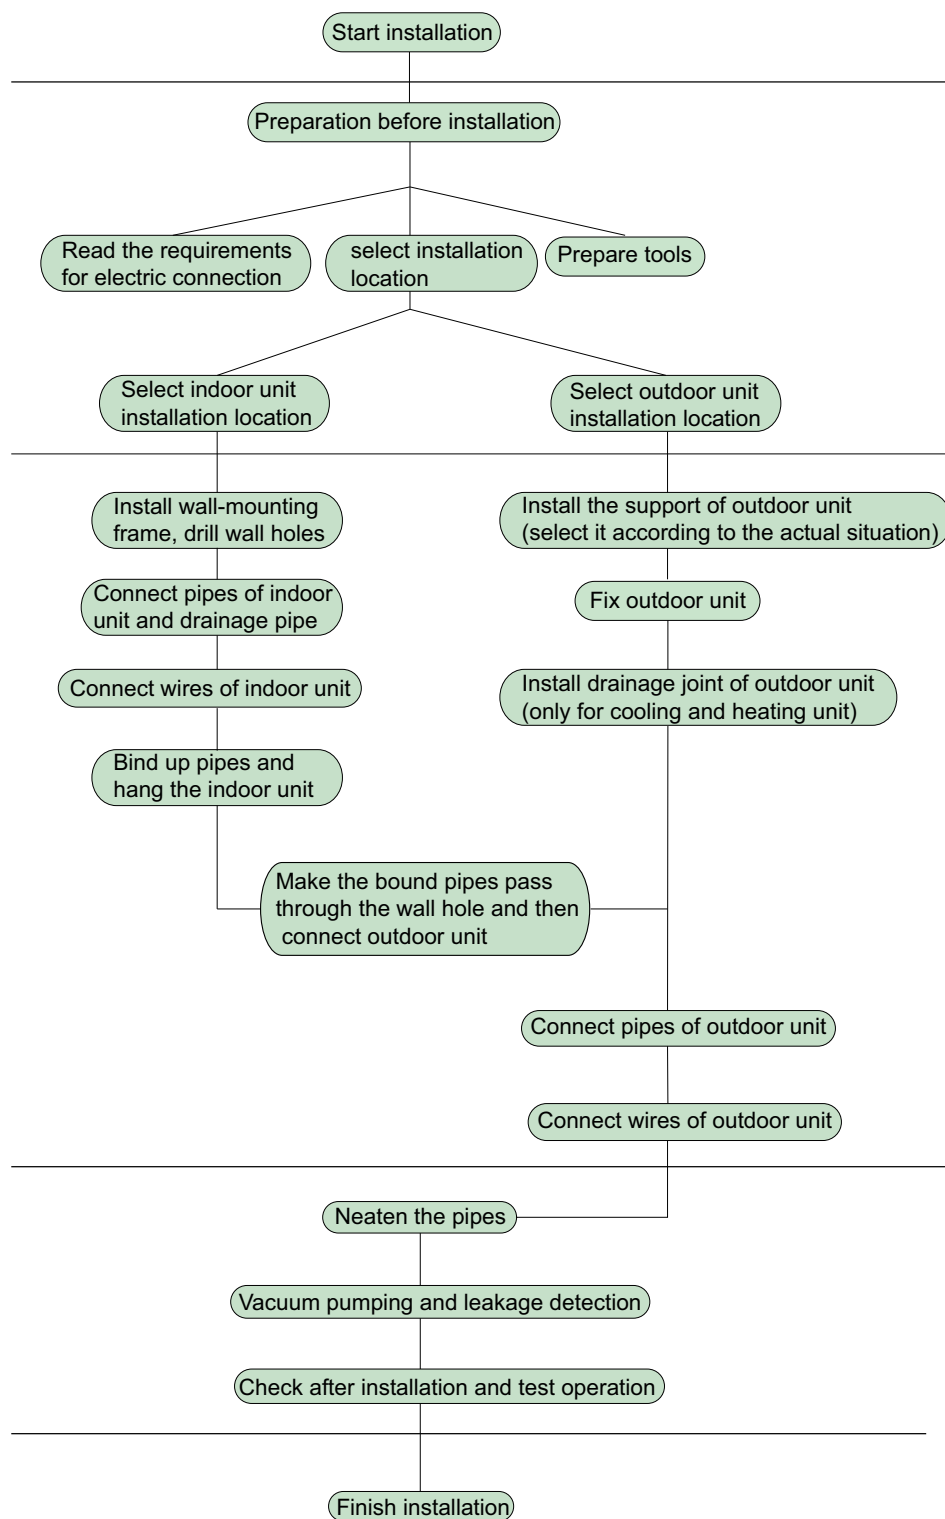 Start installation
Preparation before installation
Read the requirements
for electric connection
select installation
location
Prepare tools
Select indoor unit
installation location
Select outdoor unit
installation location
Install wall-mounting
frame, drill wall holes
Install the support of outdoor unit
(select it according to the actual situation)
Connect pipes of indoor
unit and drainage pipe
Fix outdoor unit
Connect wires of indoor unit
Install drainage joint of outdoor unit
(only for cooling and heating unit)
Bind up pipes and
hang the indoor unit
Make the bound pipes pass
through the wall hole and then
connect outdoor unit
Connect pipes of outdoor unit
Connect wires of outdoor unit
Neaten the pipes
Vacuum pumping and leakage detection
Check after installation and test operation
Finish installation